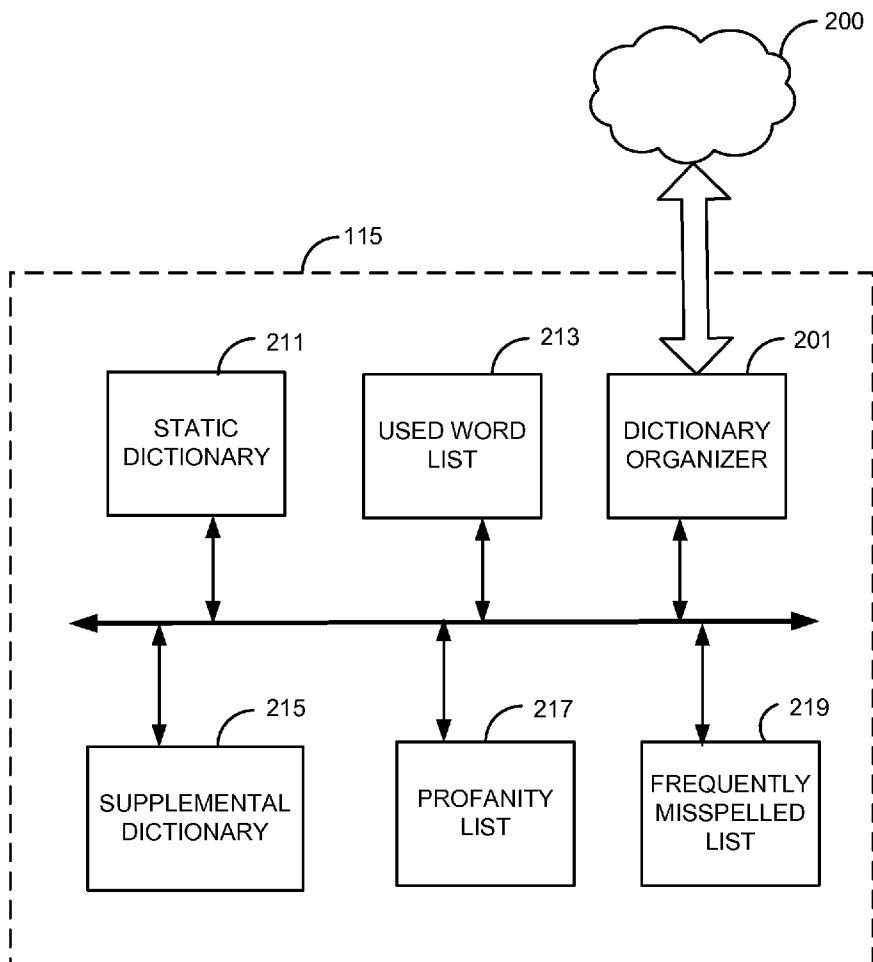 200
115
211
213
201
STATIC
DICTIONARY
USED WORD
LIST
DICTIONARY
ORGANIZER
215
217
219
SUPPLEMENTAL
DICTIONARY
PROFANITY
LIST
FREQUENTLY
MISSPELLED
LIST